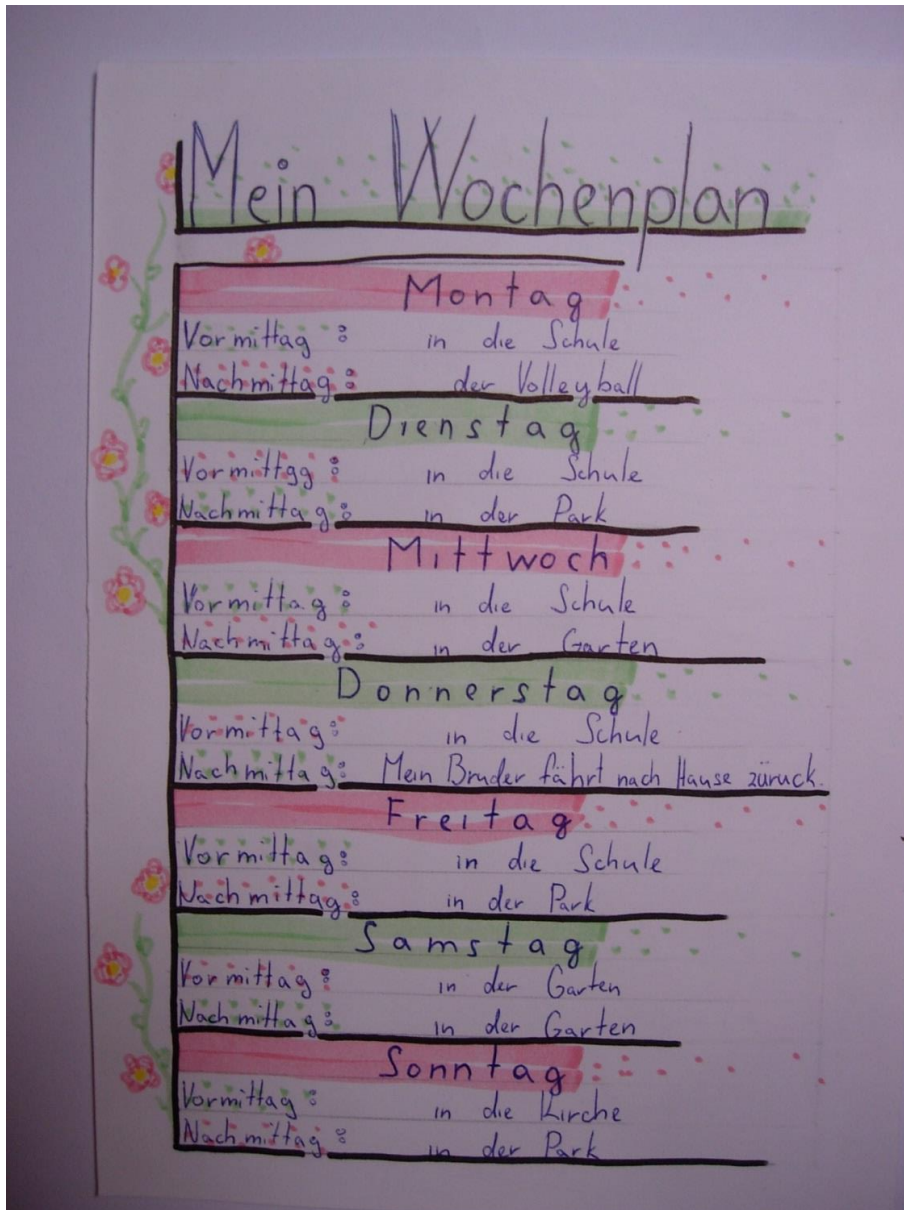 Mein Wochenplan
Montag
Vormittag: in die Schule
Nachmittag: der Volleyball
Dienstag
Vormittgg: in die Schule
Nachmittag: in der Park
Mittwoch
Vormittag: in die Schule
Nachmittag: in der Garten
Donnerstag
Vormittag: in die Schule
Nachmittag: Mein Bruder fährt nach Hause züruck.
Freitag
Vormittag: in die Schule
Nachmittag: in der Park
Samstag
Vormittag: in der Garten
Nachmittag: in der Garten
Sonntag
Vormittag: in die Kirche
Nachmittag: in der Park